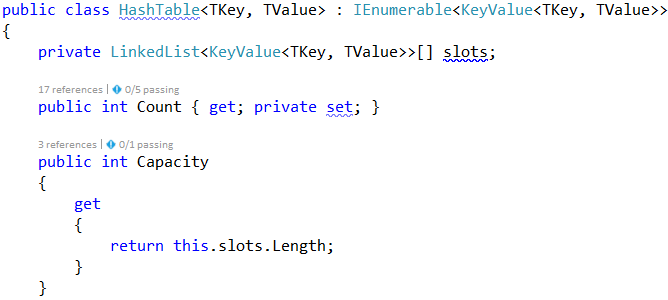 public class HashTable<TKey, TValue> : IEnumerable<KeyValue<TKey, TValue>>
{
    private LinkedList<KeyValue<TKey, TValue>>[] slots;
    17 references | 0/5 passing
    public int Count { get; private set; }
    3 references | 0/1 passing
    public int Capacity
    {
        get
        {
            return this.slots.Length;
        }
    }